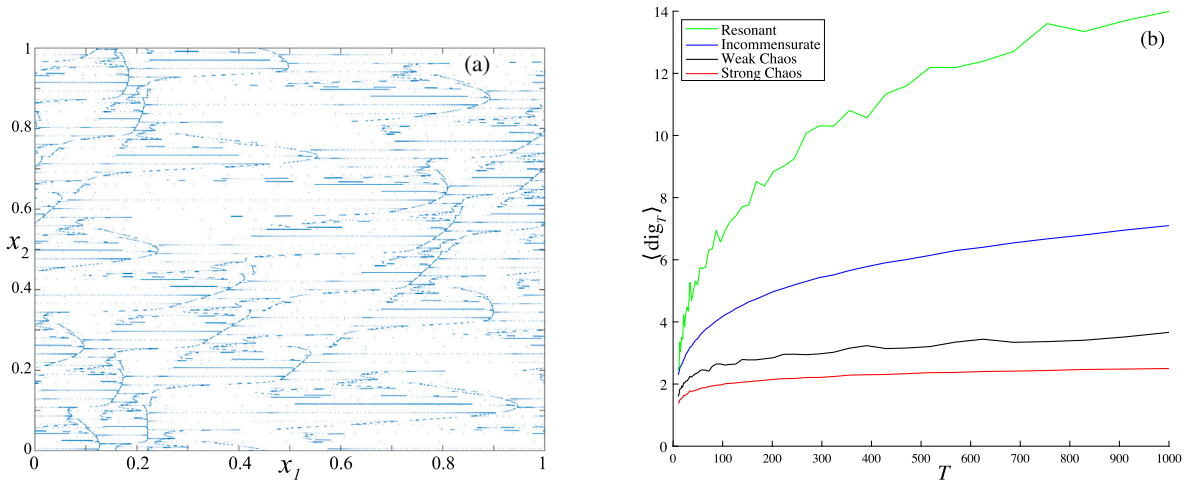 (a)
1
0.8
0.6
x2
0.4
0.2
0
0 0.2 0.4 0.6 0.8 1
x1
(b)
Resonant
Incommensurate
Weak Chaos
Strong Chaos
14
12
10
8
6
4
2
0
⟨dig_T⟩
0 100 200 300 400 500 600 700 800 900 1000
T